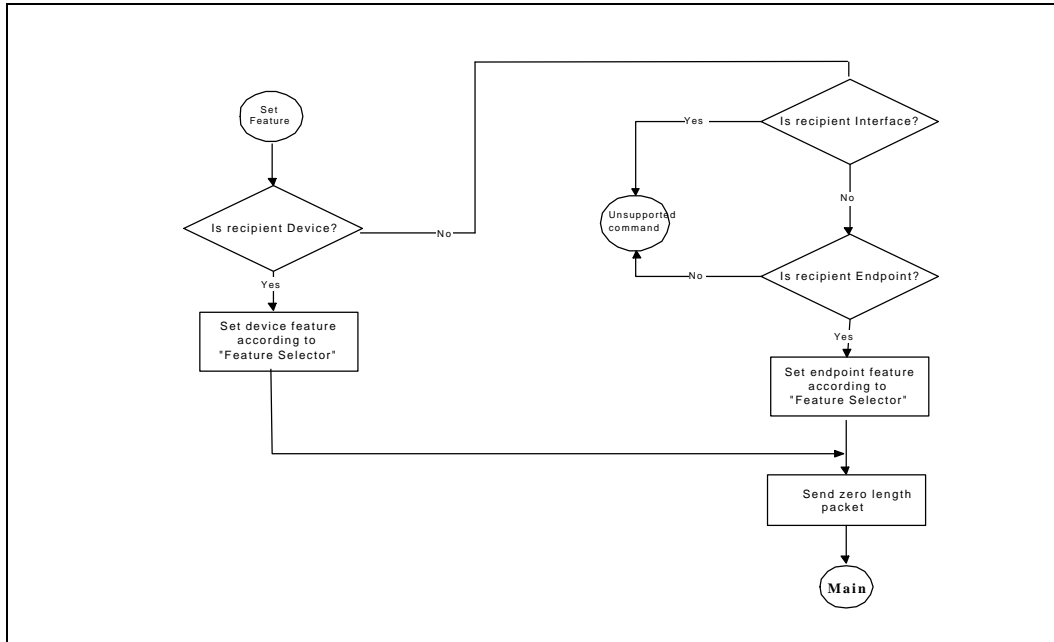 Set
Feature
Is recipient Device?
No
Yes
Set device feature
according to
"Feature Selector"
Is recipient Interface?
Yes
No
Unsupported
command
Is recipient Endpoint?
No
Yes
Set endpoint feature
according to
"Feature Selector"
Send zero length
packet
Main